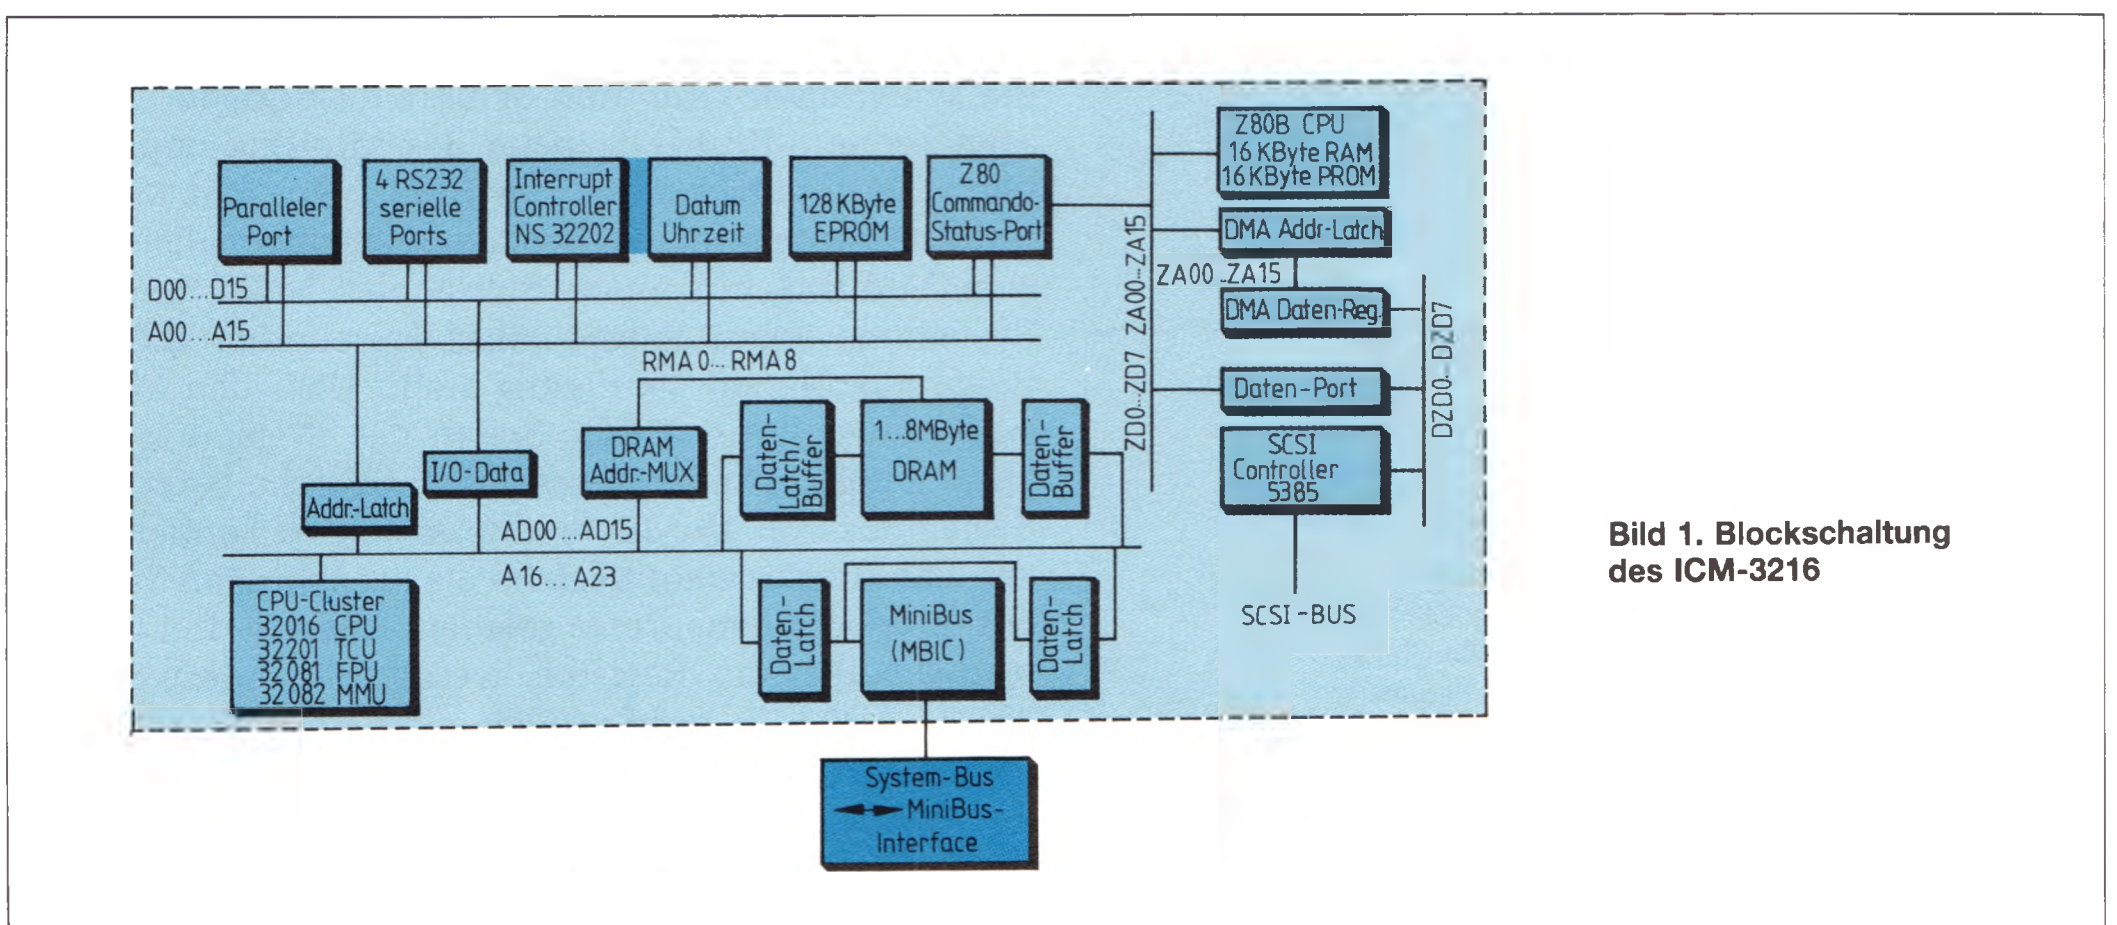 Paralleler
Port
4 RS232
serielle
Ports
Interrupt
Controller
NS 32202
Datum
Uhrzeit
128 KByte
EPROM
Z80
Commando-
Status-Port
D00...D15
A00...A15
RMA 0... RMA 8
Addr.-Latch
I/O-Data
DRAM
Addr.-MUX
Daten-
Latch/
Buffer
1...8MByte
DRAM
Daten-
Buffer
AD00 ...AD15
A16... A23
CPU-Cluster
32016 CPU
32201 TCU
32081 FPU
32082 MMU
Daten-
Latch
MiniBus
(MBIC)
Daten-
Latch
System-Bus
MiniBus-
Interface
ZD0...ZD7 ZA00...ZA15
Z80B CPU
16 KByte RAM
16 KByte PROM
DMA Addr-Latch
ZA00 ..ZA15
DMA Daten-Reg.
Daten-Port
SCSI
Controller
5385
DZD0--DZD7
SCSI-BUS
Bild 1. Blockschaltung
des ICM-3216